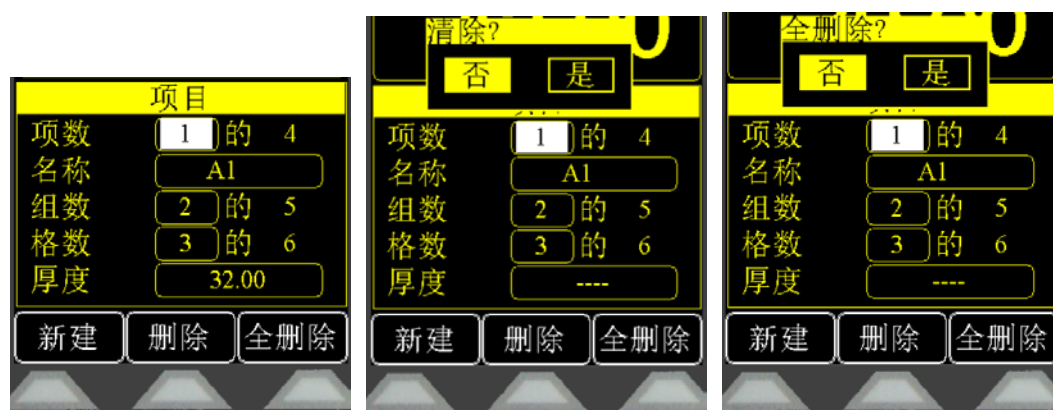 项目
项数 1 的 4
名称 A1
组数 2 的 5
格数 3 的 6
厚度 32.00
新建 删除 全删除
清除?
否 是
项数 1 的 4
名称 A1
组数 2 的 5
格数 3 的 6
厚度 ----
新建 删除 全删除
全删除?
否 是
项数 1 的 4
名称 A1
组数 2 的 5
格数 3 的 6
厚度 ----
新建 删除 全删除